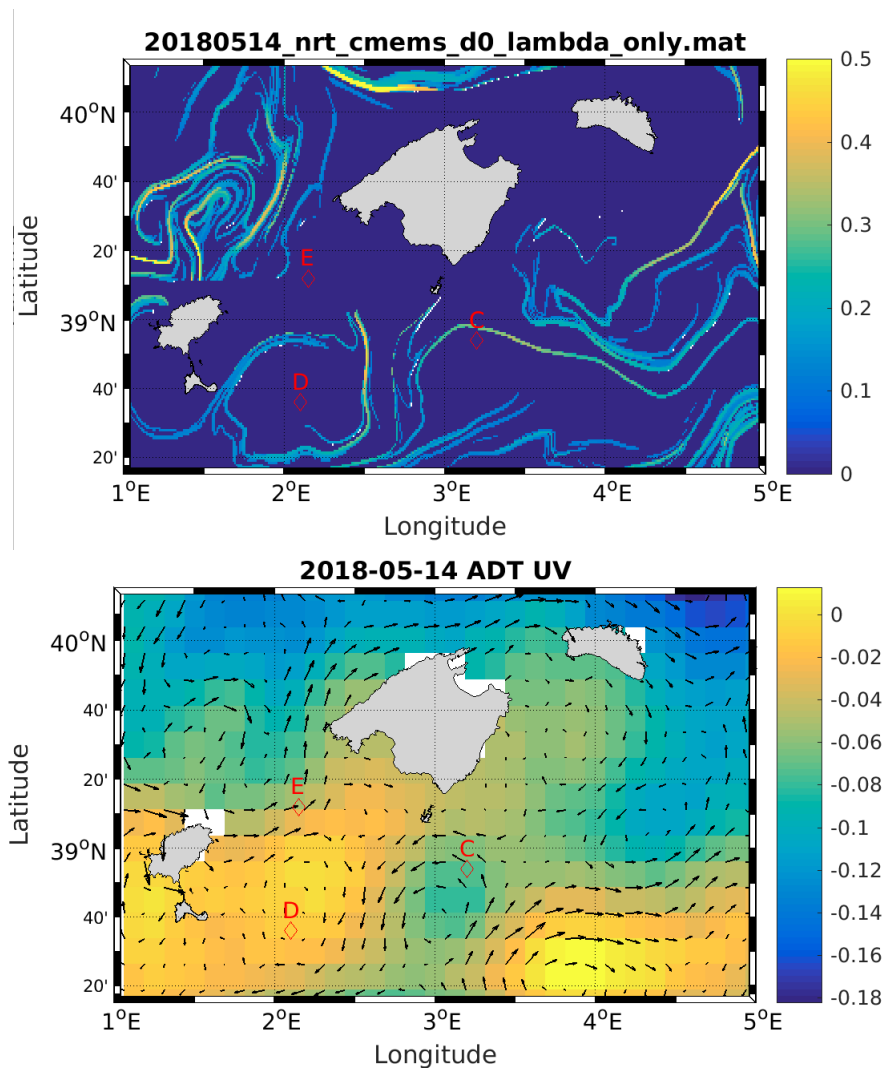 20180514_nrt_cmems_d0_lambda_only.mat
40°N
40'
20'
39°N
40'
20'
Latitude
E
C
D
1°E
2°E
3°E
4°E
5°E
Longitude
0.5
0.4
0.3
0.2
0.1
0
2018-05-14 ADT UV
40°N
40'
20'
39°N
40'
20'
Latitude
E
C
D
1°E
2°E
3°E
4°E
5°E
Longitude
0
-0.02
-0.04
-0.06
-0.08
-0.1
-0.12
-0.14
-0.16
-0.18